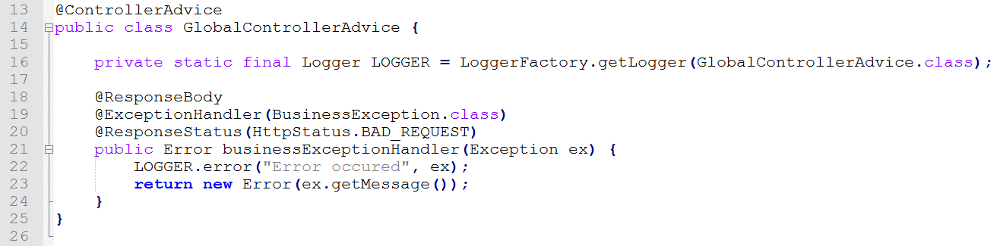 13 @ControllerAdvice
14 public class GlobalControllerAdvice {
15
16     private static final Logger LOGGER = LoggerFactory.getLogger(GlobalControllerAdvice.class);
17
18     @ResponseBody
19     @ExceptionHandler(BusinessException.class)
20     @ResponseStatus(HttpStatus.BAD_REQUEST)
21     public Error businessExceptionHandler(Exception ex) {
22         LOGGER.error("Error occured", ex);
23         return new Error(ex.getMessage());
24     }
25 }
26